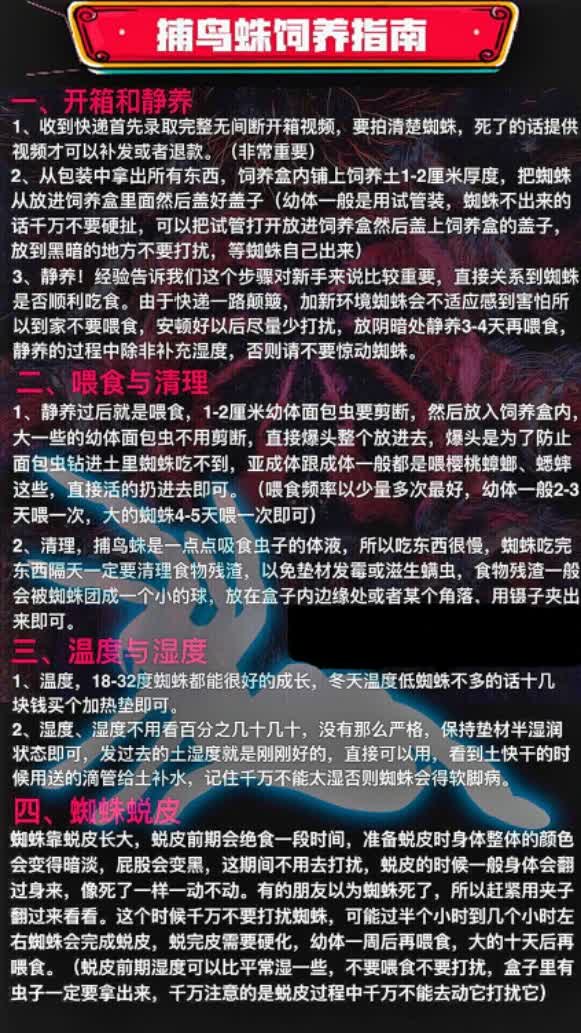 捕鸟蛛饲养指南
一、开箱和静养
1、收到快递首先录取完整无间断开箱视频，要拍清楚蜘蛛，死了的话提供
视频才可以补发或者退款。（非常重要）
2、从包装中拿出所有东西，饲养盒内铺上饲养土1-2厘米厚度，把蜘蛛
从放进饲养盒里面然后盖好盖子（幼体一般是用试管装，蜘蛛不出来的
话千万不要硬扯，可以把试管打开放进饲养盒然后盖上饲养盒的盖子，
放到黑暗的地方不要打扰，等蜘蛛自己出来）
3、静养！经验告诉我们这个步骤对新手来说比较重要，直接关系到蜘蛛
是否顺利吃食。由于快递一路颠簸，加新环境蜘蛛会不适应感到害怕所
以到家不要喂食，安顿好以后尽量少打扰，放阴暗处静养3-4天再喂食，
静养的过程中除非补充湿度，否则请不要惊动蜘蛛。
二、喂食与清理
1、静养过后就是喂食，1-2厘米幼体面包虫要剪断，然后放入饲养盒内，
大一些的幼体面包虫不用剪断，直接爆头整个放进去，爆头是为了防止
面包虫钻进土里蜘蛛吃不到，亚成体跟成体一般都是喂樱桃蟑螂、蟋蟀
这些，直接活的扔进去即可。（喂食频率以少量多次最好，幼体一般2-3
天喂一次，大的蜘蛛4-5天喂一次即可）
2、清理，捕鸟蛛是一点点吸食虫子的体液，所以吃东西很慢，蜘蛛吃完
东西隔天一定要清理食物残渣，以免垫材发霉或滋生螨虫，食物残渣一般
会被蜘蛛团成一个小的球，放在盒子内边缘处或者某个角落、用镊子夹出
来即可。
三、温度与湿度
1、温度，18-32度蜘蛛都能很好的成长，冬天温度低蜘蛛不多的话十几
块钱买个加热垫即可。
2、湿度、湿度不用看百分之几十几十，没有那么严格，保持垫材半湿润
状态即可，发过去的土湿度就是刚刚好的，直接可以用，看到土快干的时
候用送的滴管给土补水，记住千万不能太湿否则蜘蛛会得软脚病。
四、蜘蛛蜕皮
蜘蛛靠蜕皮长大，蜕皮前期会绝食一段时间，准备蜕皮时身体整体的颜色
会变得暗淡，屁股会变黑，这期间不用去打扰，蜕皮的时候一般身体会翻
过身来，像死了一样一动不动。有的朋友以为蜘蛛死了，所以赶紧用夹子
翻过来看看。这个时候千万不要打扰蜘蛛，可能过半个小时到几个小时左
右蜘蛛会完成蜕皮，蜕完皮需要硬化，幼体一周后再喂食，大的十天后再
喂食。（蜕皮前期湿度可以比平常湿一些，不要喂食不要打扰，盒子里有
虫子一定要拿出来，千万注意的是蜕皮过程中千万不能去动它打扰它）